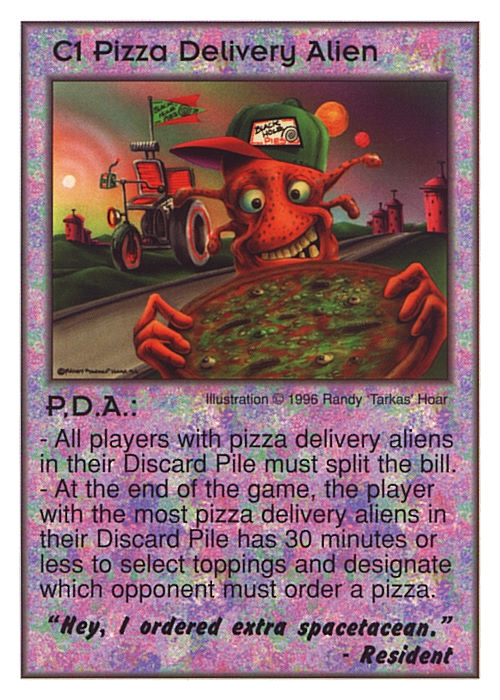 C1 Pizza Delivery Alien
BLACK
HOLE
PIES
Illustration © 1996 Randy 'Tarkas' Hoar
P.D.A.:
- All players with pizza delivery aliens
in their Discard Pile must split the bill.
- At the end of the game, the player
with the most pizza delivery aliens in
their Discard Pile has 30 minutes or
less to select toppings and designate
which opponent must order a pizza.
"Hey, I ordered extra spacetacean."
- Resident